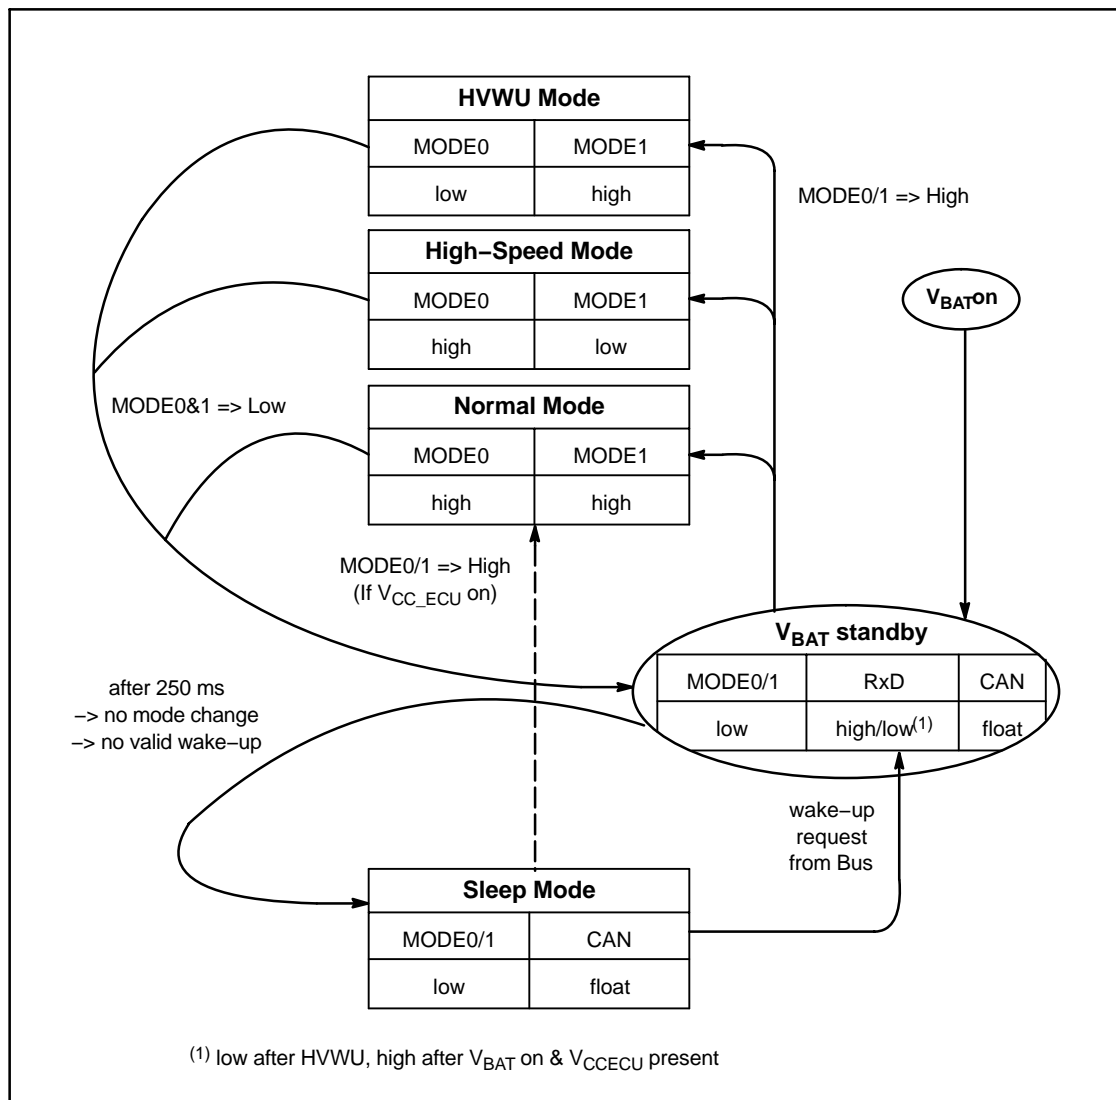 HVWU Mode
MODE0 MODE1
low high
MODE0/1 => High
High–Speed Mode
MODE0 MODE1
high low
VBATon
MODE0&1 => Low
Normal Mode
MODE0 MODE1
high high
MODE0/1 => High
(If VCC_ECU on)
VBAT standby
MODE0/1 RxD CAN
low high/low(1) float
after 250 ms
–> no mode change
–> no valid wake–up
wake–up
request
from Bus
Sleep Mode
MODE0/1 CAN
low float
(1) low after HVWU, high after VBAT on & VCCECU present